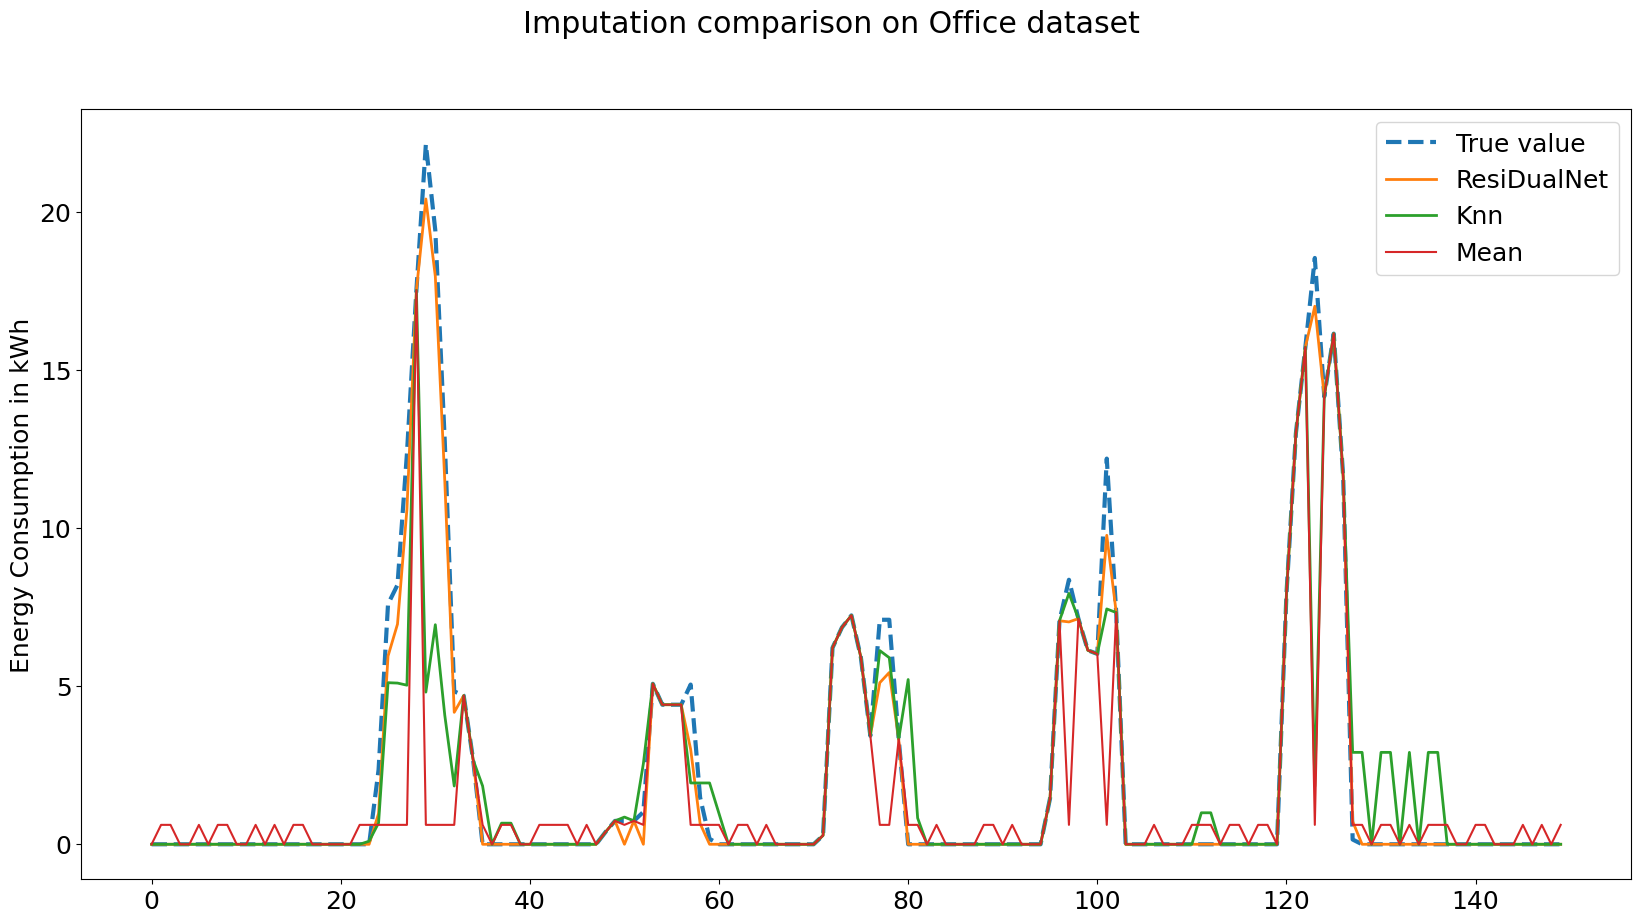 Imputation comparison on Office dataset
True value
ResiDualNet
Knn
Mean
Energy Consumption in kWh
20
15
10
5
0
0 20 40 60 80 100 120 140